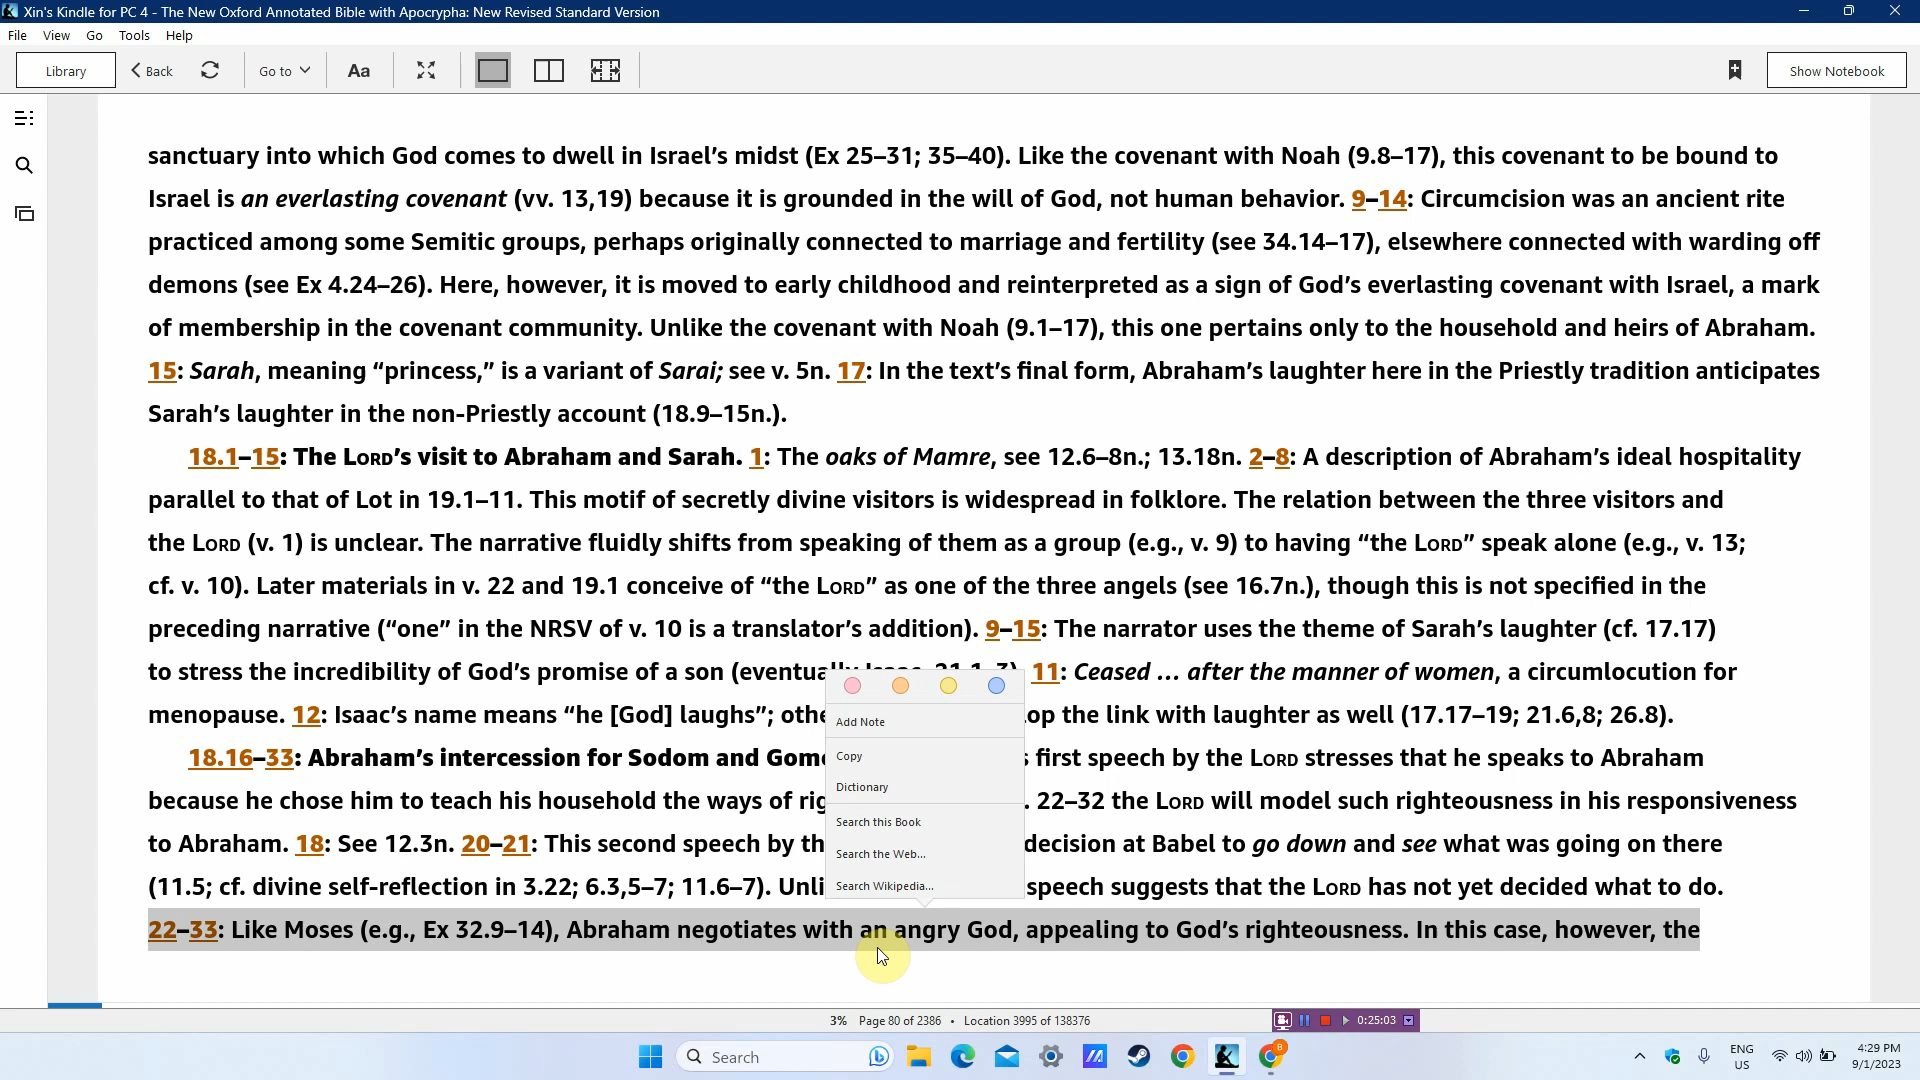 Xin's Kindle for PC 4 - The New Oxford Annotated Bible with Apocrypha: New Revised Standard Version
File View Go Tools Help
Library Back Go to Aa Show Notebook
sanctuary into which God comes to dwell in Israel’s midst (Ex 25–31; 35–40). Like the covenant with Noah (9.8–17), this covenant to be bound to
Israel is an everlasting covenant (vv. 13,19) because it is grounded in the will of God, not human behavior. 9–14: Circumcision was an ancient rite
practiced among some Semitic groups, perhaps originally connected to marriage and fertility (see 34.14–17), elsewhere connected with warding off
demons (see Ex 4.24–26). Here, however, it is moved to early childhood and reinterpreted as a sign of God’s everlasting covenant with Israel, a mark
of membership in the covenant community. Unlike the covenant with Noah (9.1–17), this one pertains only to the household and heirs of Abraham.
15: Sarah, meaning “princess,” is a variant of Sarai; see v. 5n. 17: In the text’s final form, Abraham’s laughter here in the Priestly tradition anticipates
Sarah’s laughter in the non-Priestly account (18.9–15n.).
18.1–15: The LORD’s visit to Abraham and Sarah. 1: The oaks of Mamre, see 12.6–8n.; 13.18n. 2–8: A description of Abraham’s ideal hospitality
parallel to that of Lot in 19.1–11. This motif of secretly divine visitors is widespread in folklore. The relation between the three visitors and
the LORD (v. 1) is unclear. The narrative fluidly shifts from speaking of them as a group (e.g., v. 9) to having “the LORD” speak alone (e.g., v. 13;
cf. v. 10). Later materials in v. 22 and 19.1 conceive of “the LORD” as one of the three angels (see 16.7n.), though this is not specified in the
preceding narrative (“one” in the NRSV of v. 10 is a translator’s addition). 9–15: The narrator uses the theme of Sarah’s laughter (cf. 17.17)
to stress the incredibility of God’s promise of a son (eventually Isaac, 21.1–3). 11: Ceased … after the manner of women, a circumlocution for
menopause. 12: Isaac’s name means “he [God] laughs”; othe op the link with laughter as well (17.17–19; 21.6,8; 26.8).
18.16–33: Abraham’s intercession for Sodom and Gomo first speech by the LORD stresses that he speaks to Abraham
because he chose him to teach his household the ways of rig . 22–32 the LORD will model such righteousness in his responsiveness
to Abraham. 18: See 12.3n. 20–21: This second speech by th decision at Babel to go down and see what was going on there
(11.5; cf. divine self-reflection in 3.22; 6.3,5–7; 11.6–7). Unli speech suggests that the LORD has not yet decided what to do.
22–33: Like Moses (e.g., Ex 32.9–14), Abraham negotiates with an angry God, appealing to God’s righteousness. In this case, however, the
Add Note
Copy
Dictionary
Search this Book
Search the Web...
Search Wikipedia...
3% Page 80 of 2386 • Location 3995 of 138376
0:25:03
Search
ENG
US
4:29 PM
9/1/2023